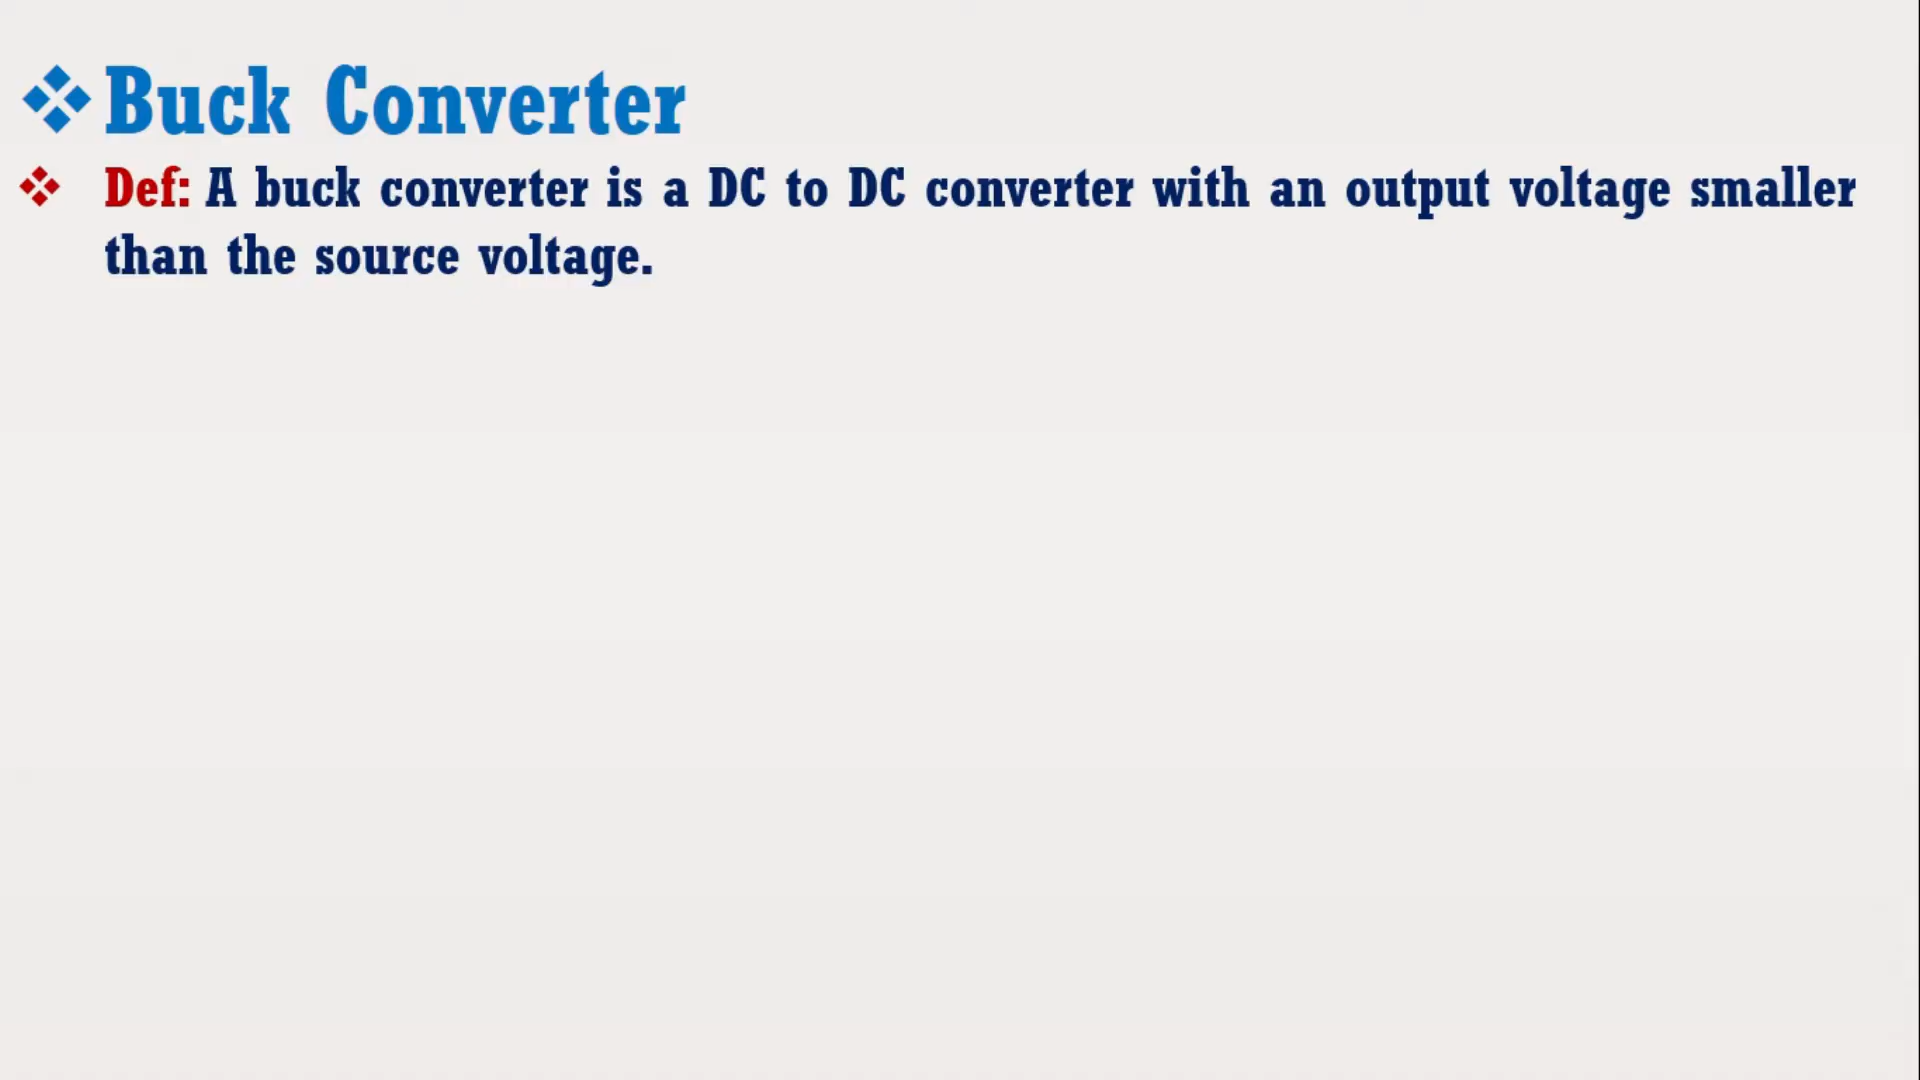 Buck Converter
Def: A buck converter is a DC to DC converter with an output voltage smaller
than the source voltage.